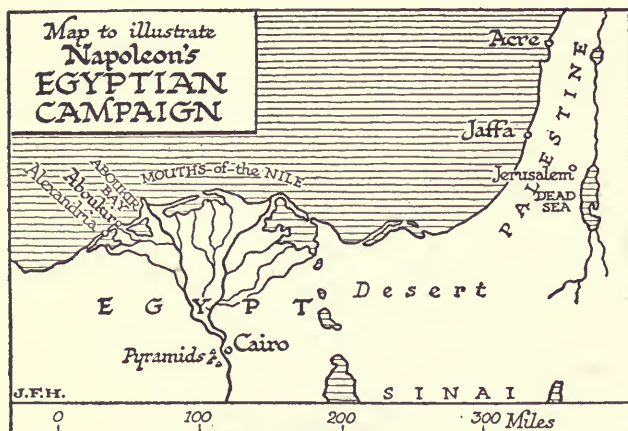 Map to illustrate
Napoleon's
EGYPTIAN
CAMPAIGN
Acre
PALESTINE
Jaffa
Jerusalem
DEAD
SEA
MOUTHS-of-the NILE
ABOUKIR
BAY
Aboukir
Alexandria
EGYPT
Desert
Cairo
Pyramids
SINAI
J.F.H.
0 100 200 300 Miles